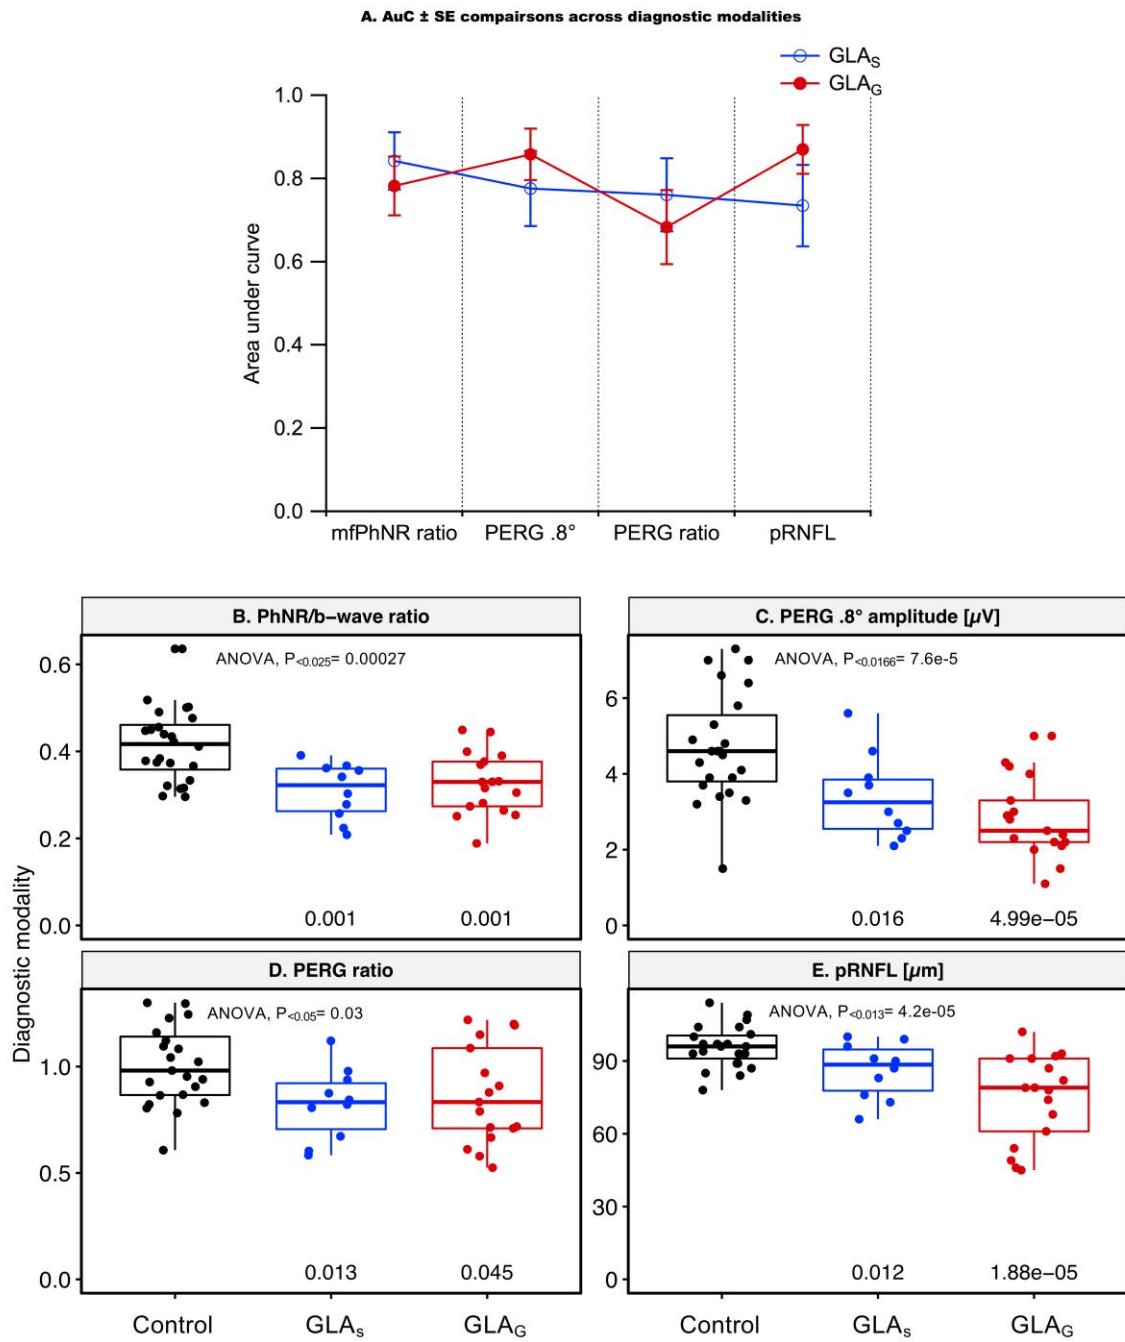 A. AuC ± SE compairsons across diagnostic modalities
GLAS
GLAG
1.0
0.8
0.6
0.4
0.2
0.0
Area under curve
mfPhNR ratio PERG .8° PERG ratio pRNFL
B. PhNR/b–wave ratio
ANOVA, P<0.025= 0.00027
0.6
0.4
0.2
0.0
0.001 0.001
C. PERG .8° amplitude [µV]
ANOVA, P<0.0166= 7.6e-5
6
4
2
0
0.016 4.99e–05
Diagnostic modality
D. PERG ratio
ANOVA, P<0.05= 0.03
1.0
0.5
0.0
0.013 0.045
E. pRNFL [µm]
ANOVA, P<0.013= 4.2e-05
90
60
30
0
0.012 1.88e–05
Control GLAs GLAG
Control GLAs GLAG